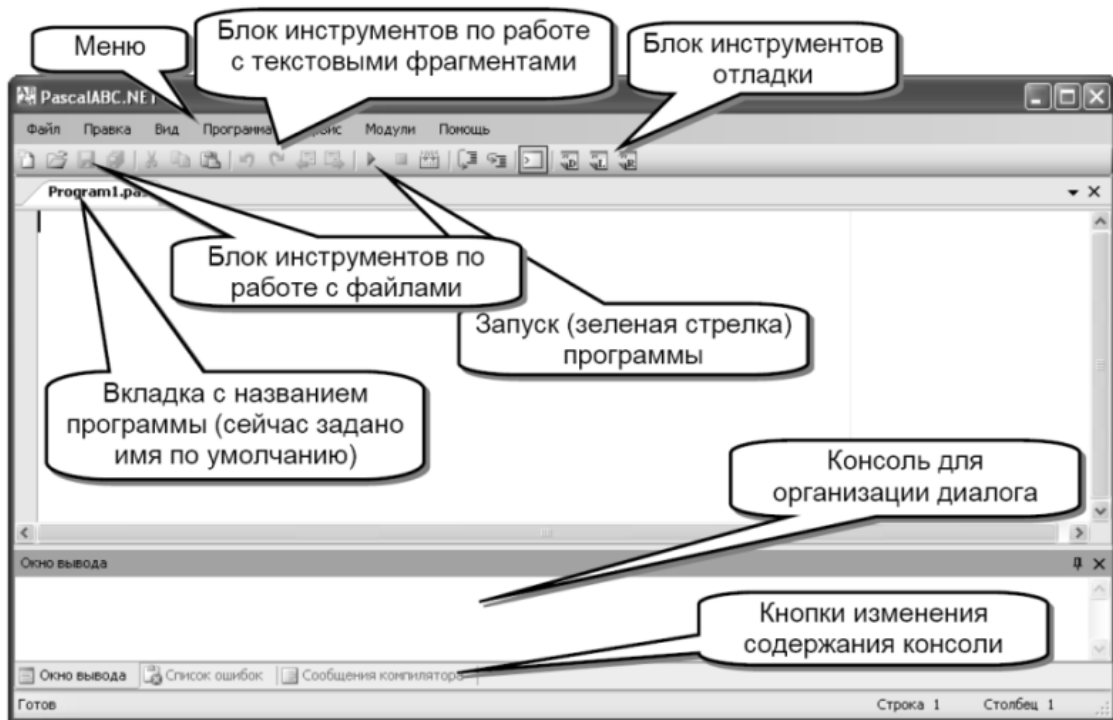 Меню
Блок инструментов по работе
с текстовыми фрагментами
Блок инструментов
отладки
PascalABC.NET
Файл Правка Вид Программа Модули Помощь
Program1.pas
Блок инструментов по
работе с файлами
Запуск (зеленая стрелка)
программы
Вкладка с названием
программы (сейчас задано
имя по умолчанию)
Консоль для
организации диалога
Окно вывода
Кнопки изменения
содержания консоли
Окно вывода Список ошибок Сообщения компилятора
Готов Строка 1 Столбец 1